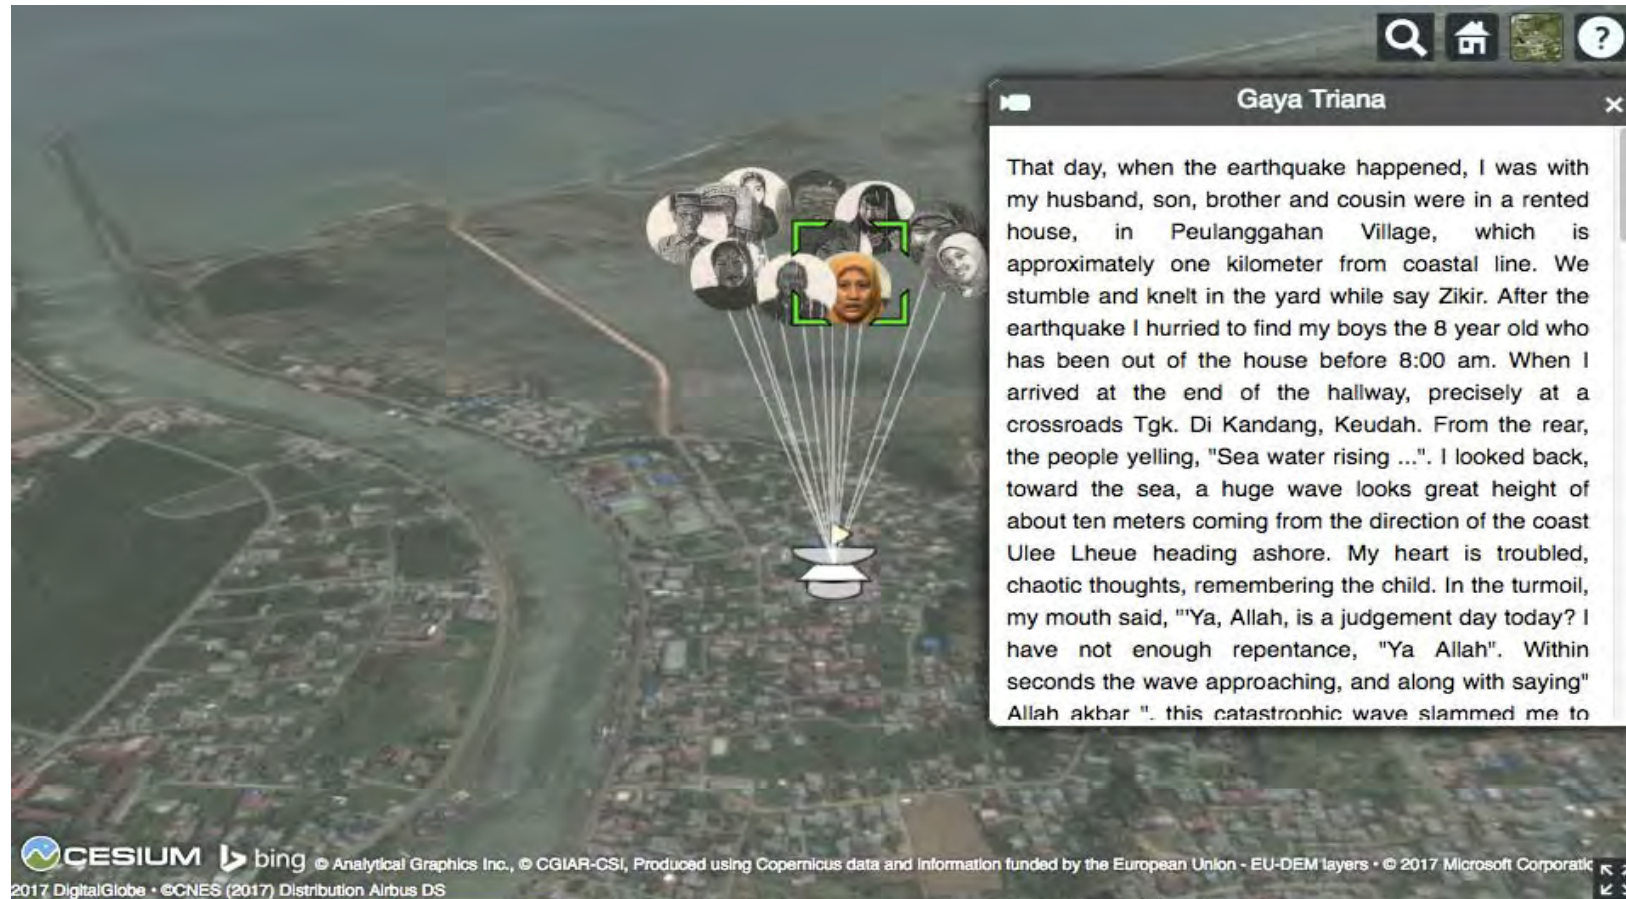 ?
Gaya Triana
×
That day, when the earthquake happened, I was with
my husband, son, brother and cousin were in a rented
house, in Peulanggahan Village, which is
approximately one kilometer from coastal line. We
stumble and knelt in the yard while say Zikir. After the
earthquake I hurried to find my boys the 8 year old who
has been out of the house before 8:00 am. When I
arrived at the end of the hallway, precisely at a
crossroads Tgk. Di Kandang, Keudah. From the rear,
the people yelling, "Sea water rising ...". I looked back,
toward the sea, a huge wave looks great height of
about ten meters coming from the direction of the coast
Ulee Lheue heading ashore. My heart is troubled,
chaotic thoughts, remembering the child. In the turmoil,
my mouth said, "'Ya, Allah, is a judgement day today? I
have not enough repentance, "Ya Allah". Within
seconds the wave approaching, and along with saying"
Allah akbar ", this catastrophic wave slammed me to
CESIUM bing © Analytical Graphics Inc., © CGIAR-CSI, Produced using Copernicus data and information funded by the European Union - EU-DEM layers • © 2017 Microsoft Corporatic
2017 DigitalGlobe • ©CNES (2017) Distribution Airbus DS